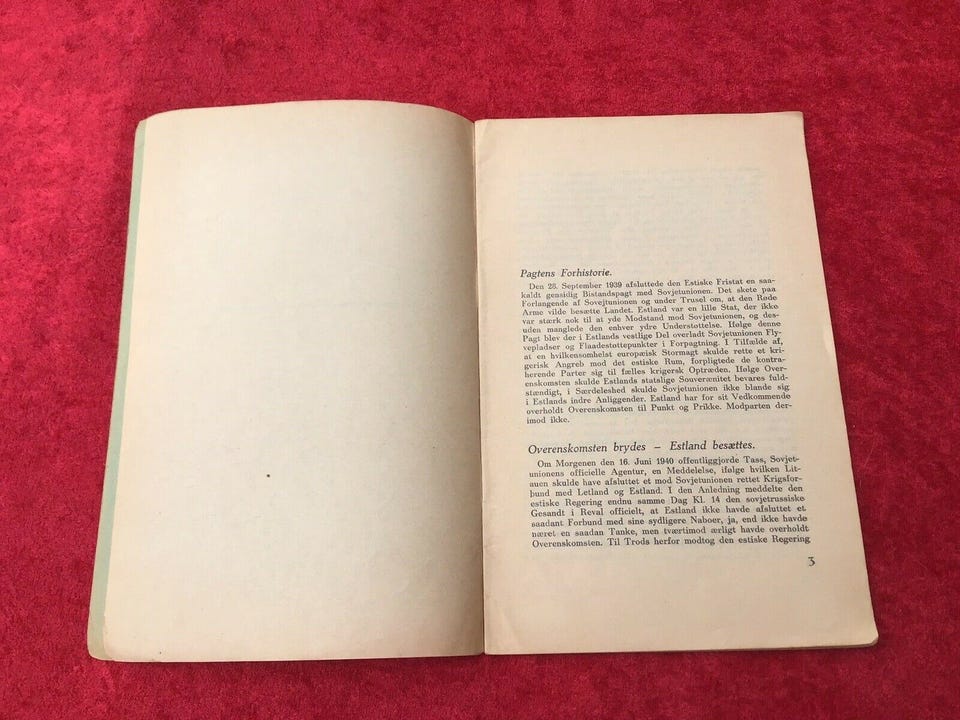 Pagtens Forhistorie.
Den 28. September 1939 afsluttede den Estiske Fristat en saa-
kaldt gensidig Bistandspagt med Sovjetunionen. Det skete paa
Forlangende af Sovejtunionen og under Trusel om, at den Røde
Arme vilde besætte Landet. Estland var en lille Stat, der ikke
var stærk nok til at yde Modstand mod Sovjetunionen, og des-
uden manglede den enhver ydre Understøttelse. Ifølge denne
Pagt blev der i Estlands vestlige Del overladt Sovjetunionen Fly-
vepladser og Flaadestøttepunkter i Forpagtning. I Tilfælde af,
at en hvilkensomhelst europæisk Stormagt skulde rette et kri-
gerisk Angreb mod det estiske Rum, forpligtede de kontra-
herende Parter sig til fælles krigersk Optræden. Ifølge Over-
enskomsten skulde Estlands statslige Souverænitet bevares fuld-
stændigt, i Særdeleshed skulde Sovjetunionen ikke blande sig
i Estlands indre Anliggender. Estland har for sit Vedkommende
overholdt Overenskomsten til Punkt og Prikke. Modparten der-
imod ikke.
Overenskomsten brydes – Estland besættes.
Om Morgenen den 16. Juni 1940 offentliggjorde Tass, Sovjet-
unionens officielle Agentur, en Meddelelse, ifølge hvilken Lit-
auen skulde have afsluttet et mod Sovjetunionen rettet Krigsfor-
bund med Letland og Estland. I den Anledning meddelte den
estiske Regering endnu samme Dag Kl. 14 den sovjetrussiske
Gesandt i Reval officielt, at Estland ikke havde afsluttet et
saadant Forbund med sine sydligere Naboer, ja, end ikke havde
næret en saadan Tanke, men tværtimod ærligt havde overholdt
Overenskomsten. Til Trods herfor modtog den estiske Regering
3